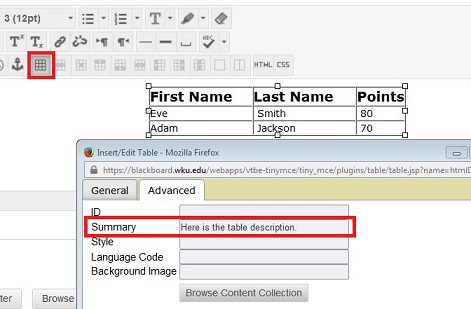 3 (12pt)
T
HTML CSS
First Name Last Name Points
Eve Smith 80
Adam Jackson 70
Insert/Edit Table - Mozilla Firefox
https://blackboard.wku.edu/webapps/vtbe-tinymce/tiny_mce/plugins/table/table.jsp?name=htmlD
General Advanced
ID
Summary Here is the table description.
Style
Language Code
Background Image
Browse Content Collection
ter Browse